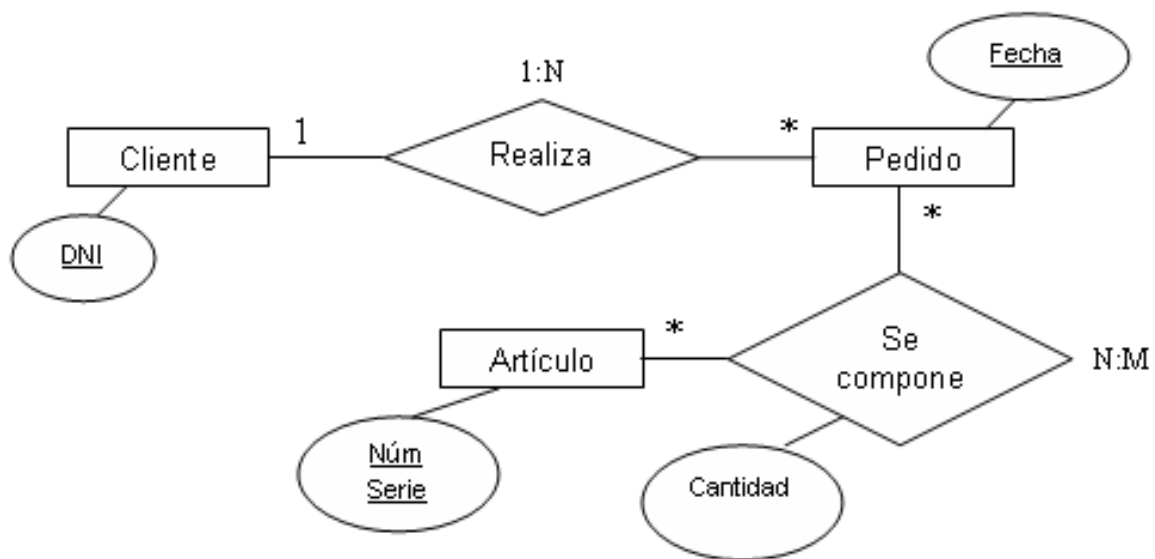 Fecha
1:N
Cliente
1
Realiza
*
Pedido
*
DNI
Artículo
*
Se
compone
N:M
Núm
Serie
Cantidad